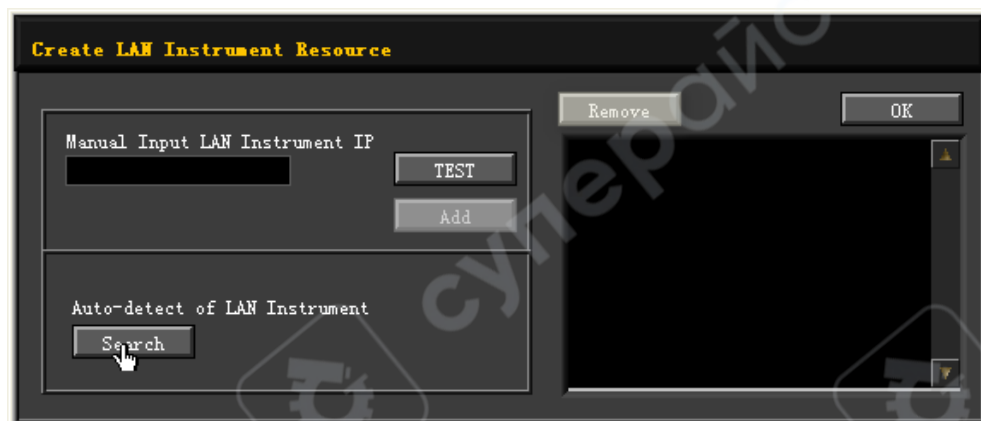 Create LAN Instrument Resource
Remove
OK
Manual Input LAN Instrument IP
TEST
Add
Auto-detect of LAN Instrument
Search
суперайс